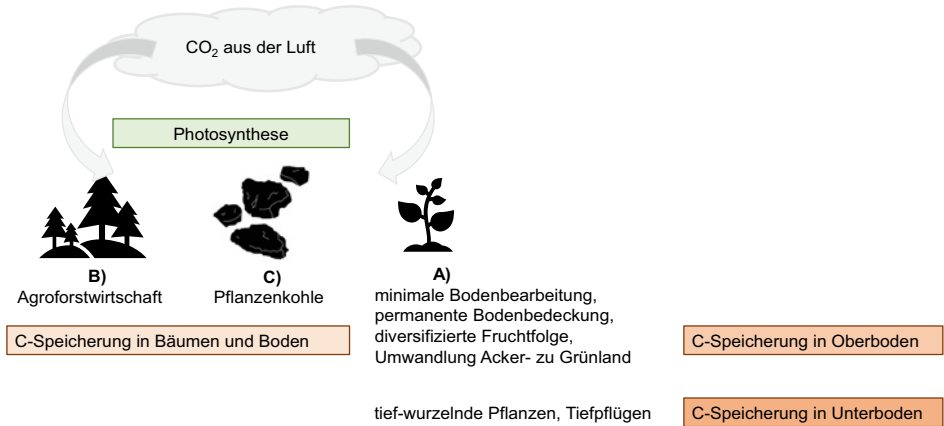 CO₂ aus der Luft
Photosynthese
B)
Agroforstwirtschaft
C)
Pflanzenkohle
A)
minimale Bodenbearbeitung,
permanente Bodenbedeckung,
diversifizierte Fruchtfolge,
Umwandlung Acker- zu Grünland
C-Speicherung in Bäumen und Boden
C-Speicherung in Oberboden
tief-wurzelnde Pflanzen, Tiefpflügen
C-Speicherung in Unterboden